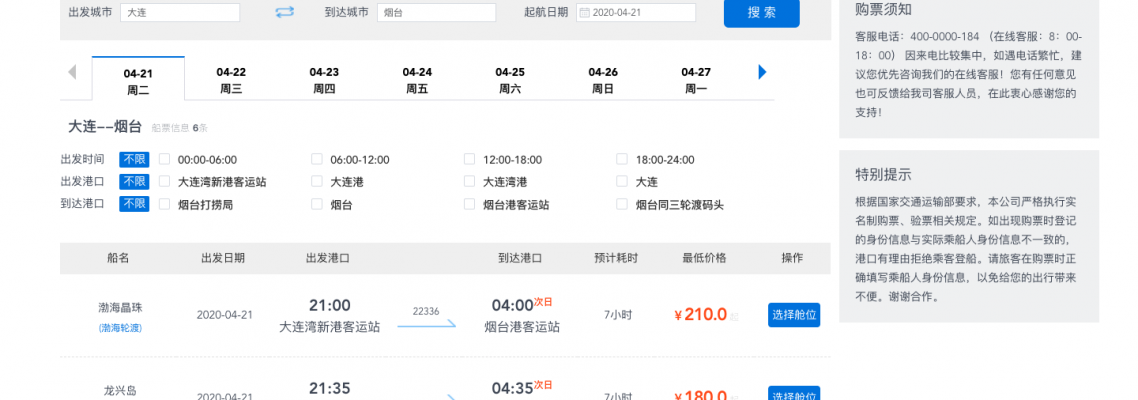 出发城市 大连 到达城市 烟台 起航日期 2020-04-21 搜 索
购票须知
客服电话：400-0000-184 （在线客服：8：00-
18：00） 因来电比较集中，如遇电话繁忙，建
议您优先咨询我们的在线客服！您有任何意见
也可反馈给我司客服人员，在此衷心感谢您的
支持！
04-21 04-22 04-23 04-24 04-25 04-26 04-27
周二 周三 周四 周五 周六 周日 周一
大连--烟台 船票信息 6条
出发时间 不限 00:00-06:00 06:00-12:00 12:00-18:00 18:00-24:00
出发港口 不限 大连湾新港客运站 大连港 大连湾港 大连
到达港口 不限 烟台打捞局 烟台 烟台港客运站 烟台同三轮渡码头
特别提示
根据国家交通运输部要求，本公司严格执行实
名制购票、验票相关规定。如出现购票时登记
的身份信息与实际乘船人身份信息不一致的，
港口有理由拒绝乘客登船。请旅客在购票时正
确填写乘船人身份信息，以免给您的出行带来
不便。谢谢合作。
船名 出发日期 出发港口 到达港口 预计耗时 最低价格 操作
渤海晶珠
(渤海轮渡)
2020-04-21
21:00
大连湾新港客运站
22336
04:00次日
烟台港客运站
7小时
￥210.0 起
选择舱位
龙兴岛
2020-04-21
21:35
04:35次日
7小时
￥180.0 起
选择舱位